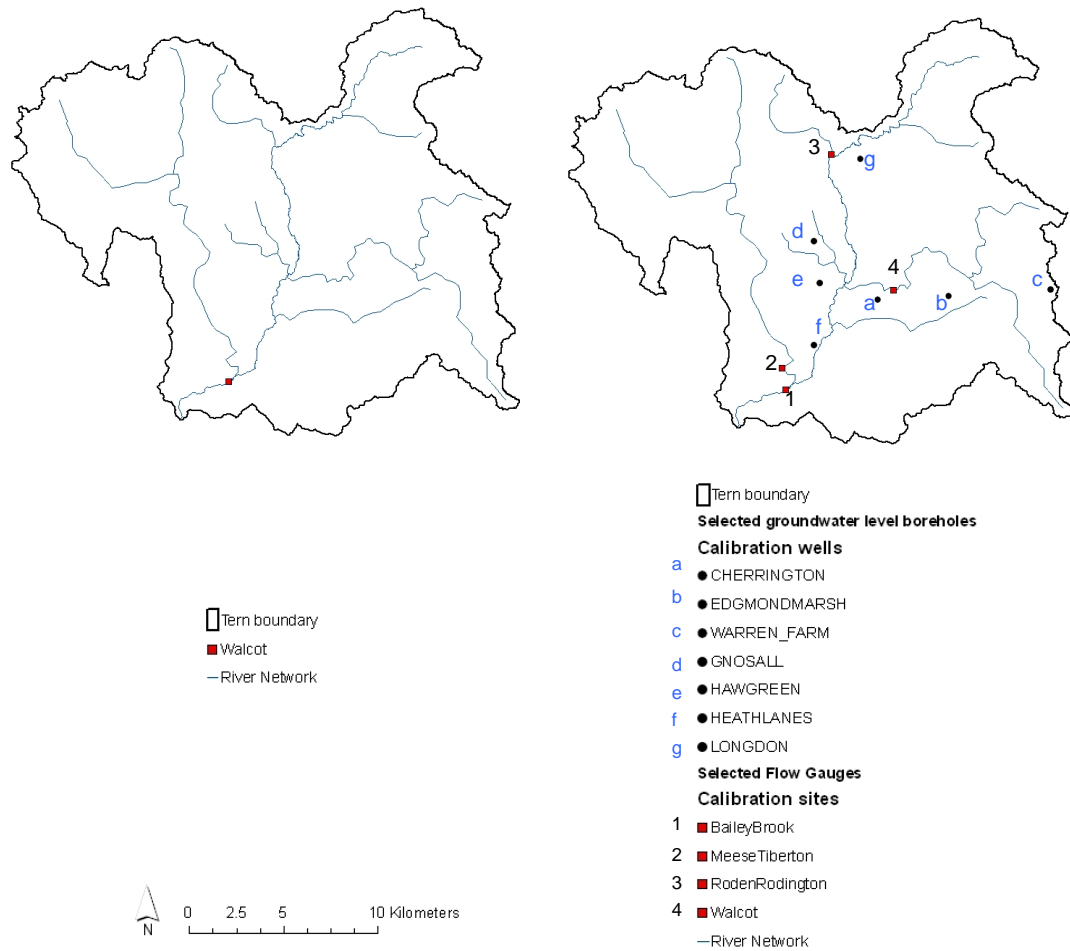 3
g
d
e
4
a
b
c
f
2
1
Tern boundary
Walcot
River Network
Tern boundary
Selected groundwater level boreholes
Calibration wells
a CHERRINGTON
b EDGMONDMARSH
c WARREN_FARM
d GNOSALL
e HAWGREEN
f HEATHLANES
g LONGDON
Selected Flow Gauges
Calibration sites
1 BaileyBrook
2 MeeseTiberton
3 RodenRodington
4 Walcot
River Network
N
0 2.5 5 10 Kilometers